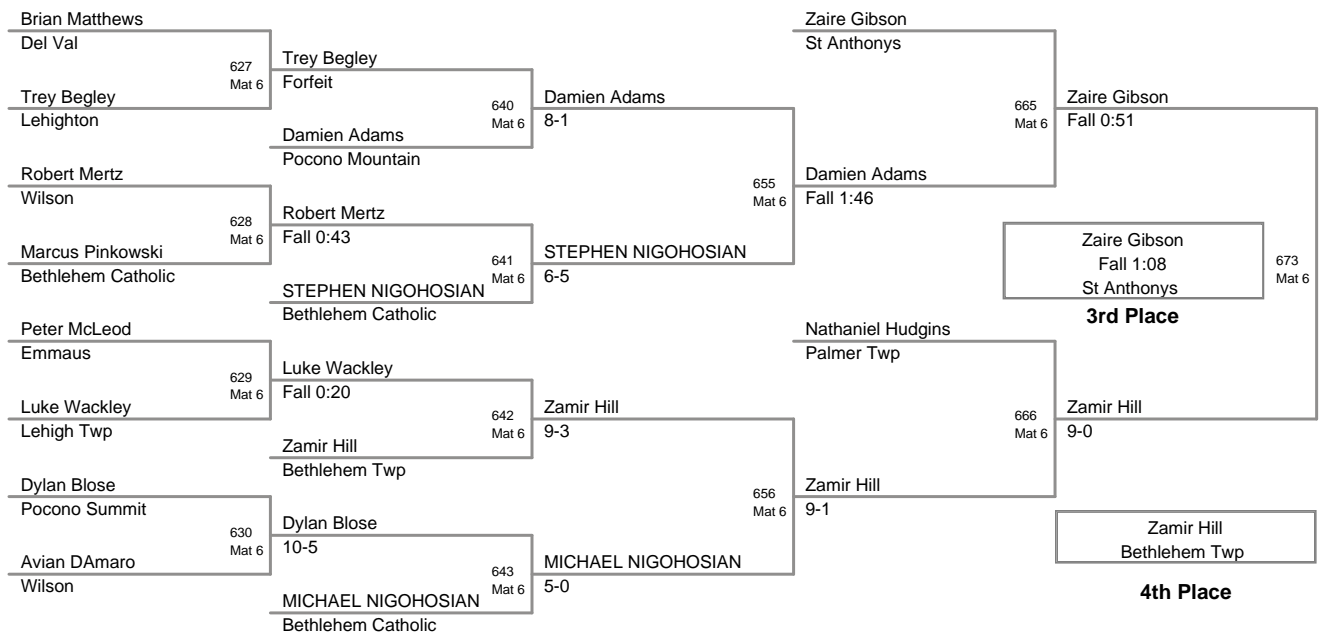 Brian Matthews
Del Val
627
Mat 6
Trey Begley
Lehighton
Trey Begley
Forfeit
640
Mat 6
Damien Adams
Pocono Mountain
Damien Adams
8-1
Robert Mertz
Wilson
628
Mat 6
Marcus Pinkowski
Bethlehem Catholic
Robert Mertz
Fall 0:43
641
Mat 6
STEPHEN NIGOHOSIAN
Bethlehem Catholic
STEPHEN NIGOHOSIAN
6-5
655
Mat 6
Zaire Gibson
St Anthonys
665
Mat 6
Damien Adams
Fall 1:46
Zaire Gibson
Fall 0:51
Zaire Gibson
Fall 1:08
St Anthonys
3rd Place
673
Mat 6
Peter McLeod
Emmaus
629
Mat 6
Luke Wackley
Lehigh Twp
Luke Wackley
Fall 0:20
642
Mat 6
Zamir Hill
Bethlehem Twp
Zamir Hill
9-3
Dylan Blose
Pocono Summit
630
Mat 6
Avian DAmaro
Wilson
Dylan Blose
10-5
643
Mat 6
MICHAEL NIGOHOSIAN
Bethlehem Catholic
MICHAEL NIGOHOSIAN
5-0
656
Mat 6
Nathaniel Hudgins
Palmer Twp
666
Mat 6
Zamir Hill
9-1
Zamir Hill
9-0
Zamir Hill
Bethlehem Twp
4th Place